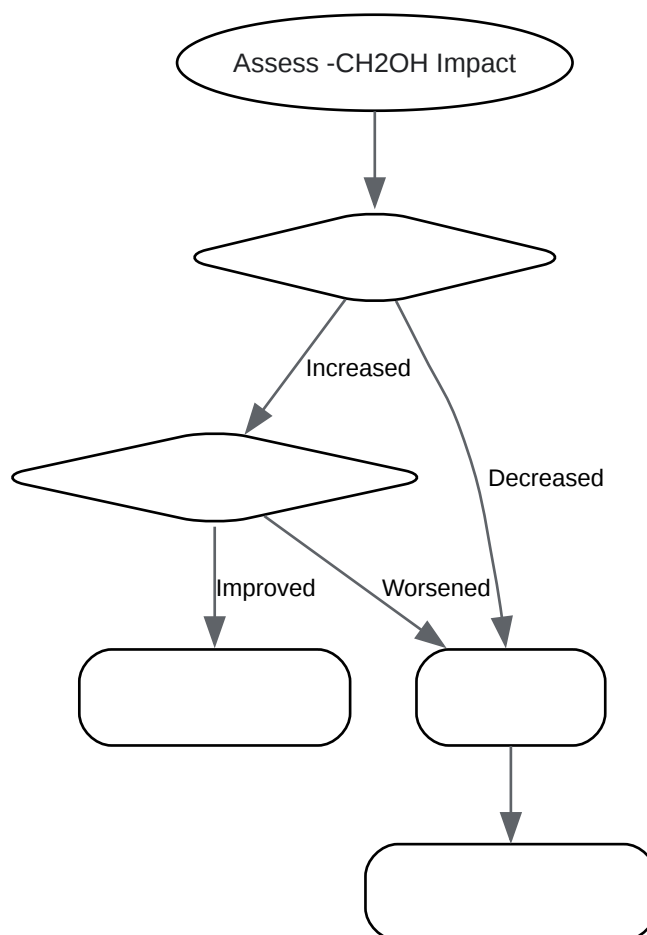 Assess -CH2OH Impact
Increased
Decreased
Improved
Worsened